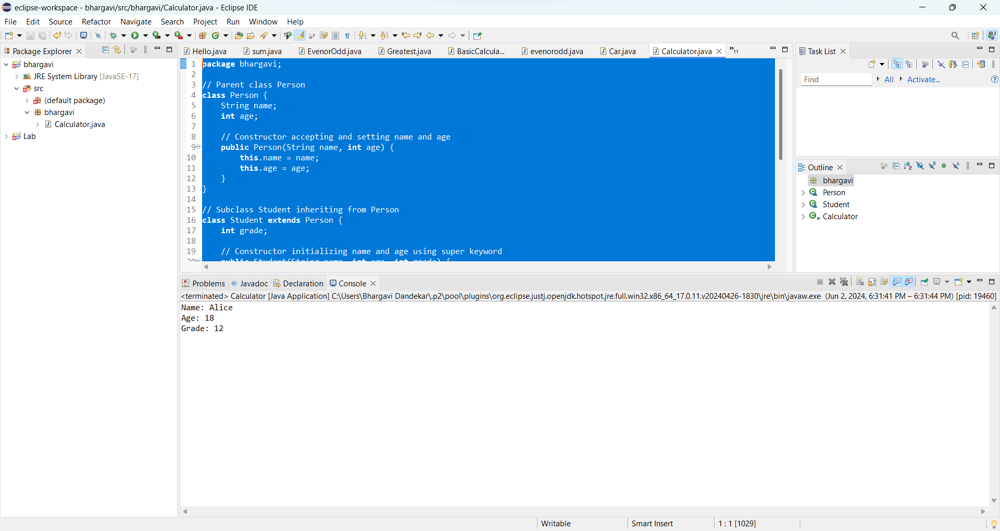 eclipse-workspace - bhargavi/src/bhargavi/Calculator.java - Eclipse IDE
File Edit Source Refactor Navigate Search Project Run Window Help
Package Explorer
bhargavi
JRE System Library [JavaSE-17]
src
(default package)
bhargavi
Calculator.java
Lab
Hello.java sum.java EvenorOdd.java Greatest.java BasicCalcula... evenorodd.java Car.java Calculator.java »11
1 package bhargavi;
2
3 // Parent class Person
4 class Person {
5 String name;
6 int age;
7
8 // Constructor accepting and setting name and age
9 public Person(String name, int age) {
10 this.name = name;
11 this.age = age;
12 }
13 }
14
15 // Subclass Student inheriting from Person
16 class Student extends Person {
17 int grade;
18
19 // Constructor initializing name and age using super keyword
20 public Student(String name, int age, int grade) {
Task List
Find All Activate...
Outline
bhargavi
Person
Student
Calculator
Problems @ Javadoc Declaration Console
<terminated> Calculator [Java Application] C:\Users\Bhargavi Dandekar\.p2\pool\plugins\org.eclipse.justj.openjdk.hotspot.jre.full.win32.x86_64_17.0.11.v20240426-1830\jre\bin\javaw.exe (Jun 2, 2024, 6:31:41 PM – 6:31:44 PM) [pid: 19460]
Name: Alice
Age: 18
Grade: 12
Writable Smart Insert 1 : 1 [1029]